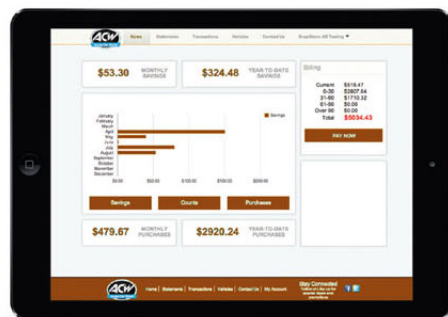 ACW
Home
Statements
Transactions
Vehicles
Contact Us
$53.30
MONTHLY
SAVINGS
$324.48
YEAR-TO-DATE
SAVINGS
Billing
Current $516.47
0-30 $2807.64
31-60 $1710.32
61-90 $0.00
Over 90 $0.00
Total $5034.43
PAY NOW
Savings
January
February
March
April
May
June
July
August
September
October
November
December
$0.00
$50.00
$100.00
$150.00
$200.00
Savings
Counts
Purchases
$479.67
MONTHLY
PURCHASES
$2920.24
YEAR-TO-DATE
PURCHASES
ACW
Home | Statements | Transactions | Vehicles | Contact Us | My Account
Stay Connected